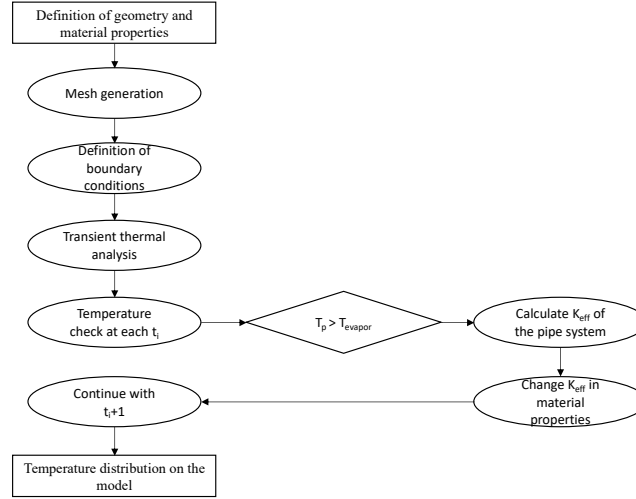 Definition of geometry and
material properties
Mesh generation
Definition of
boundary
conditions
Transient thermal
analysis
Temperature
check at each tᵢ
Tₚ > Tₑᵥₐₚₒᵣ
Calculate Keff of
the pipe system
Change Keff in
material
properties
Continue with
tᵢ+1
Temperature distribution on the
model